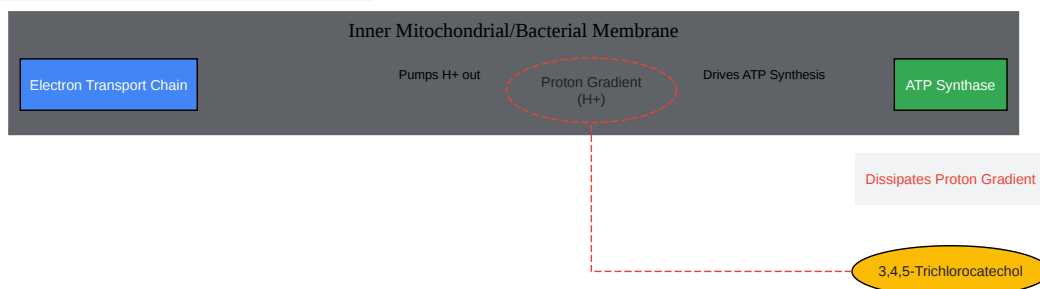 Inner Mitochondrial/Bacterial Membrane
Electron Transport Chain
Pumps H+ out
Proton Gradient
(H+)
Drives ATP Synthesis
ATP Synthase
Dissipates Proton Gradient
3,4,5-Trichlorocatechol